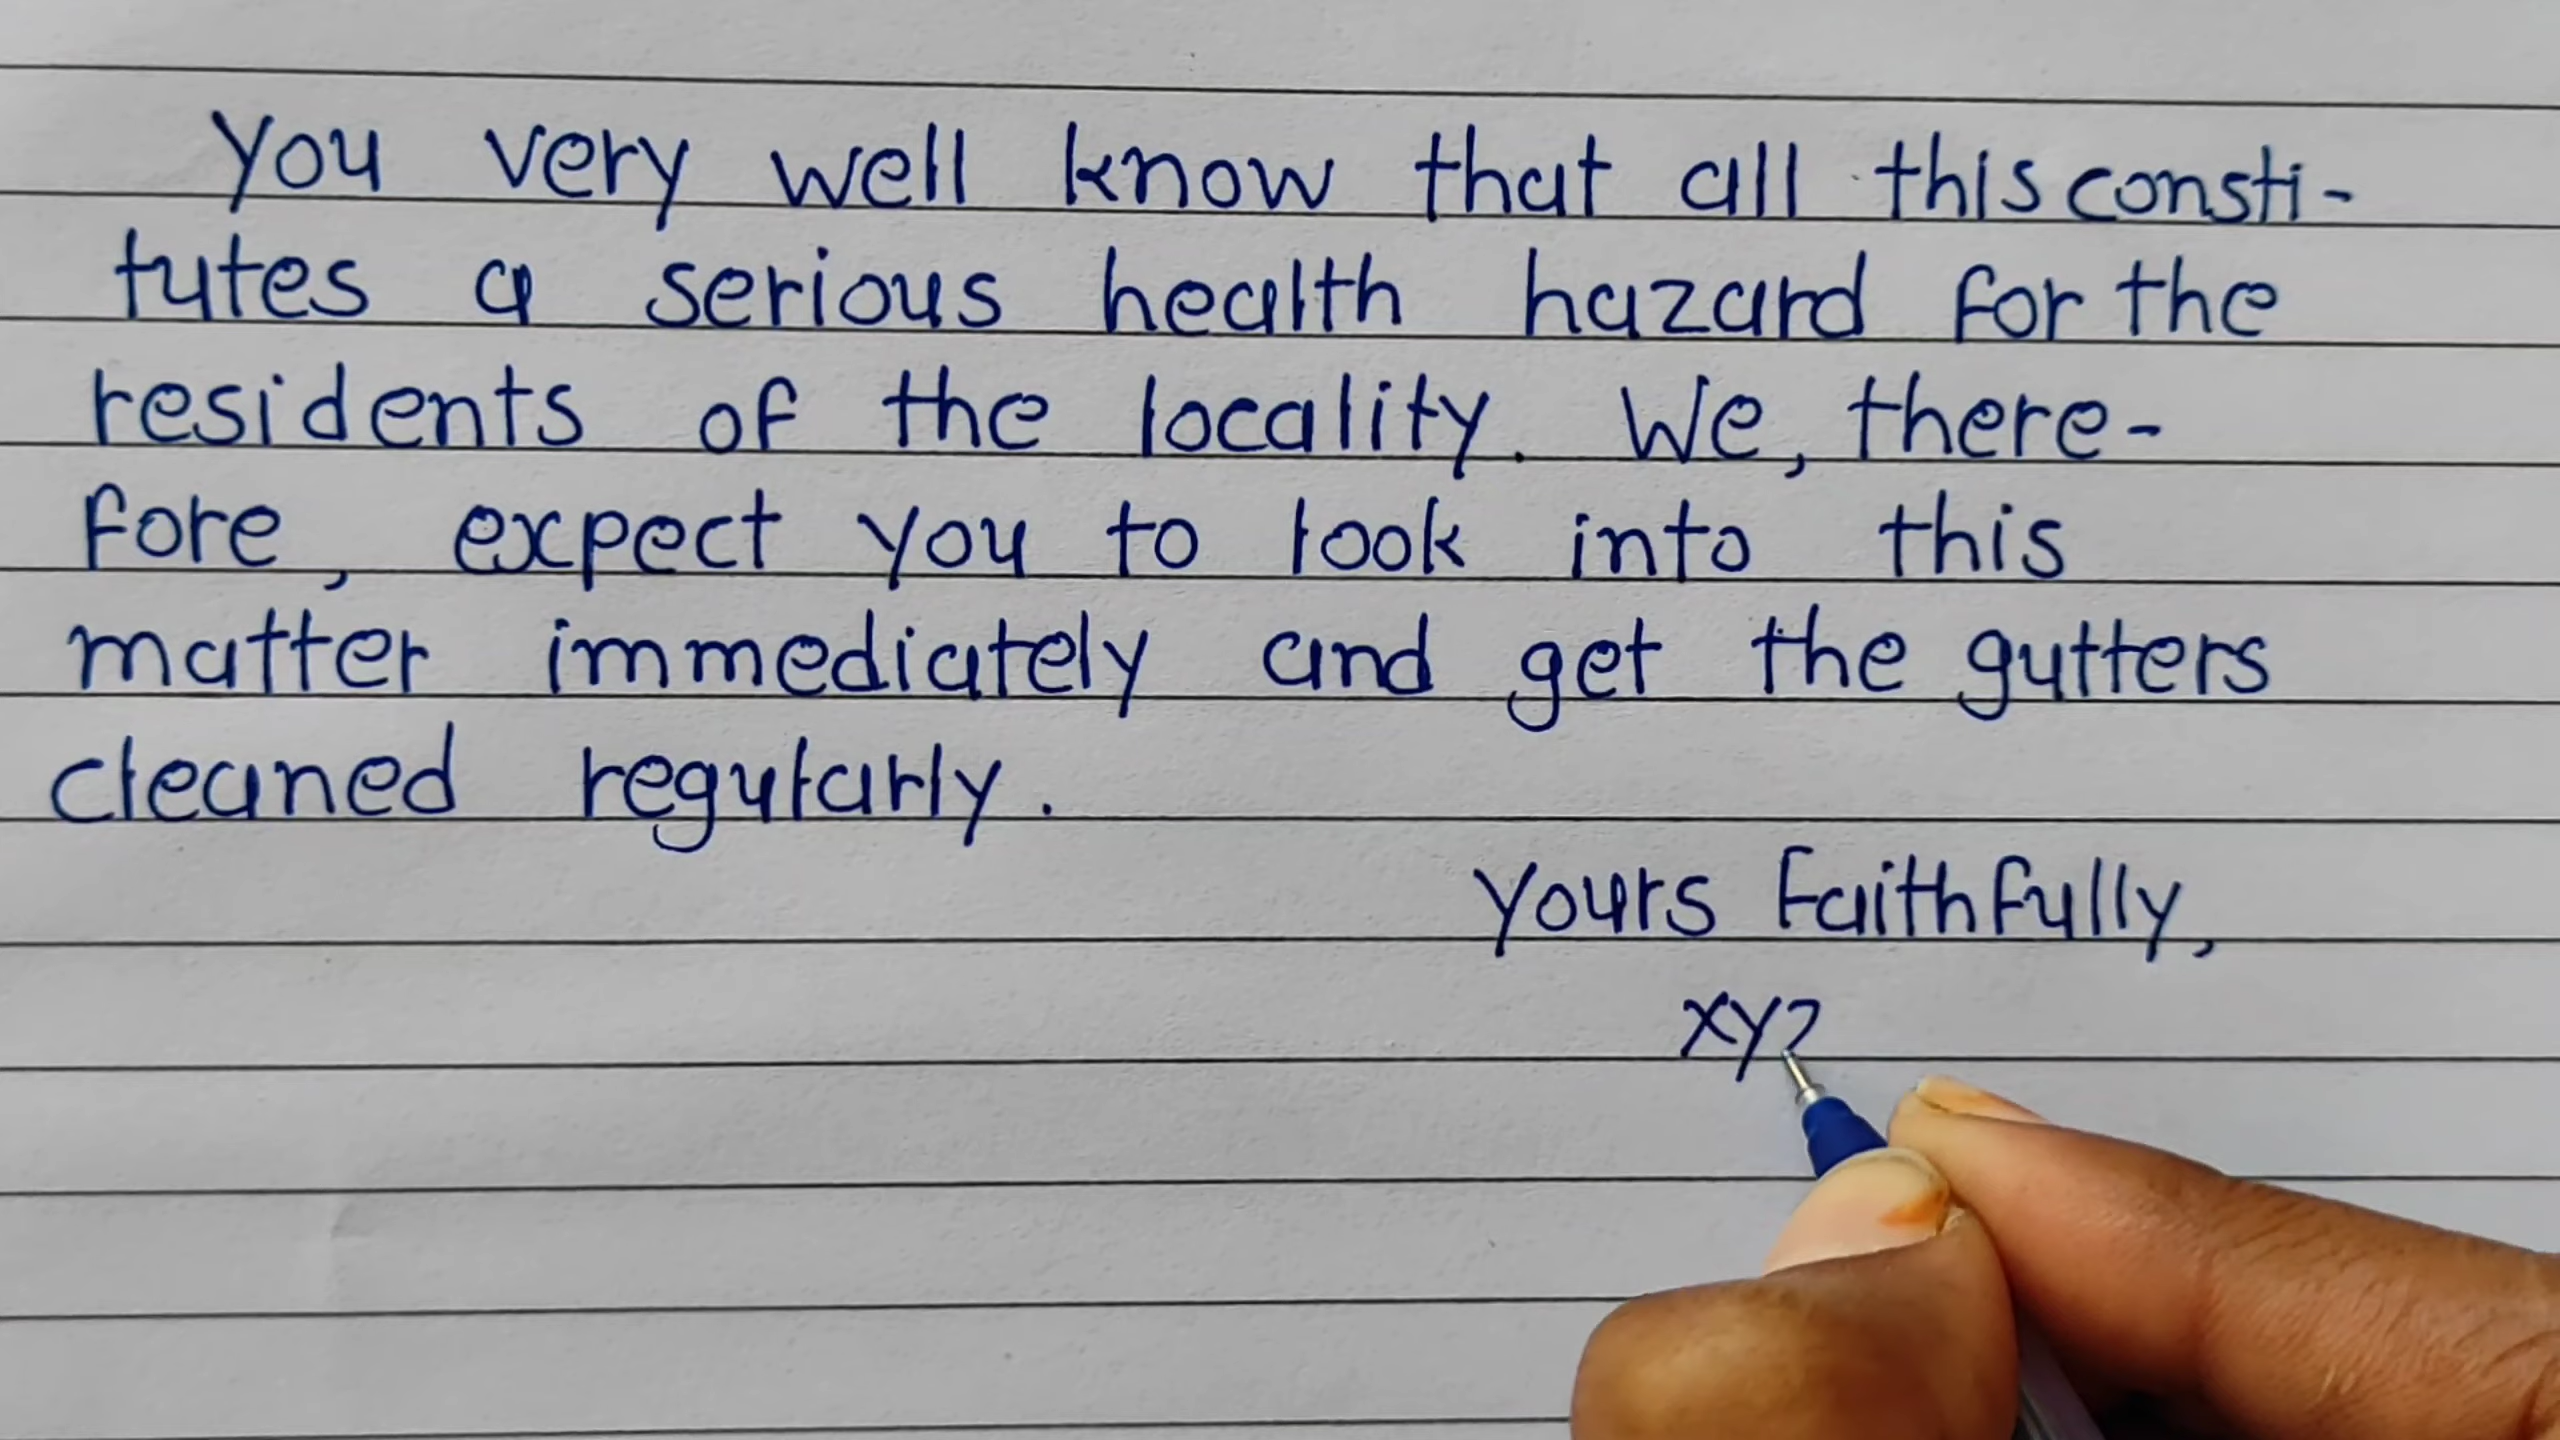 You very well know that all this consti-
tutes a serious health hazard for the
residents of the locality. We, there-
fore, expect you to look into this
matter immediately and get the gutters
cleaned regularly.
Yours Faithfully,
XYZ